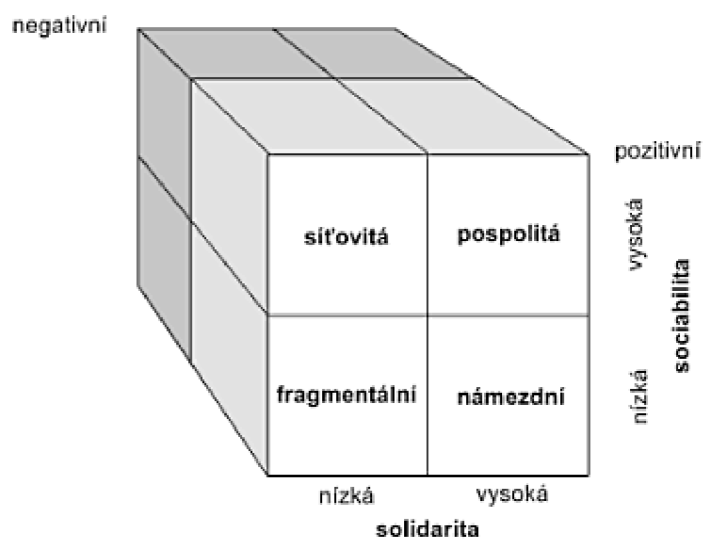 negativní
pozitivní
síťovitá
pospolitá
vysoká
sociabilita
fragmentální
námezdní
nízká
nízká
vysoká
solidarita